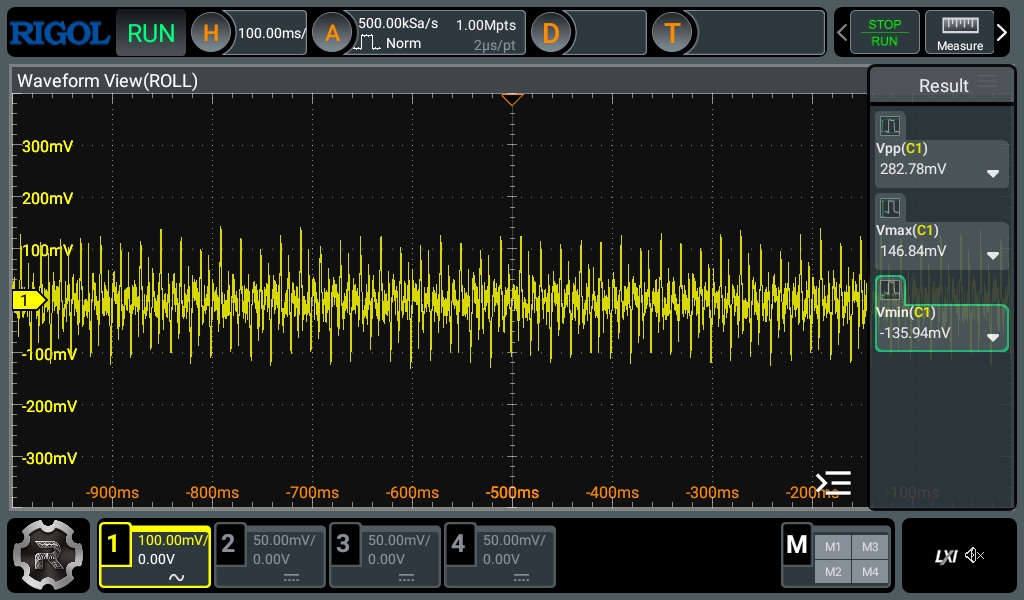 RIGOL RUN H 100.00ms/ A 500.00kSa/s 1.00Mpts D T STOP
Norm 2µs/pt RUN Measure
Waveform View(ROLL) Result
300mV
200mV
100mV
1
-100mV
-200mV
-300mV
-900ms -800ms -700ms -600ms -500ms -400ms -300ms -200ms -100ms
Vpp(C1)
282.78mV
Vmax(C1)
146.84mV
Vmin(C1)
-135.94mV
1 100.00mV/ 2 50.00mV/ 3 50.00mV/ 4 50.00mV/ M M1 M3
0.00V 0.00V 0.00V 0.00V M2 M4
R LXI